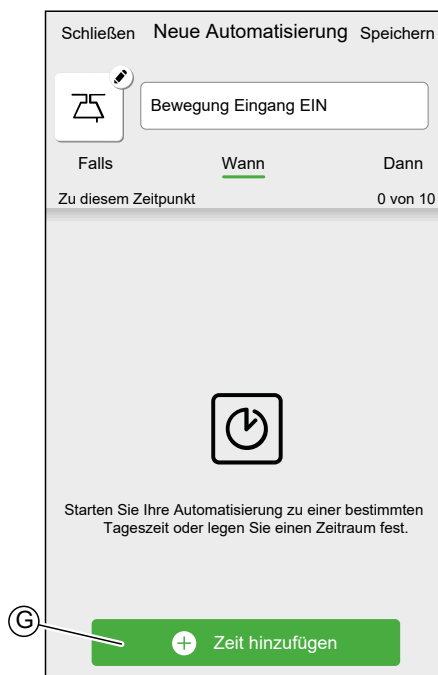 Schließen Neue Automatisierung Speichern
Bewegung Eingang EIN
Falls Wann Dann
Zu diesem Zeitpunkt 0 von 10
Starten Sie Ihre Automatisierung zu einer bestimmten
Tageszeit oder legen Sie einen Zeitraum fest.
G
Zeit hinzufügen